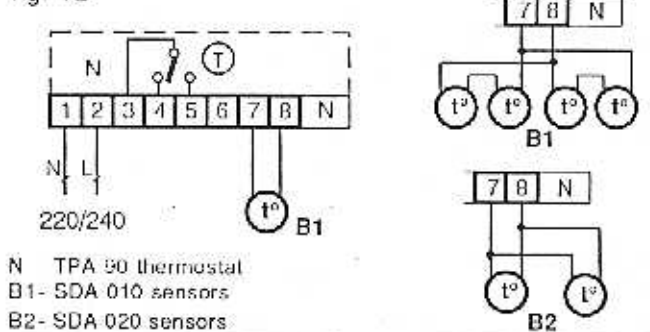 7 8 N
N T
1 2 3 4 5 6 7 8 N
N L
220/240
t° B1
t° t° t° t°
B1
7 8 N
t° t°
B2
N TPA 90 thermostat
B1- SDA 010 sensors
B2- SDA 020 sensors